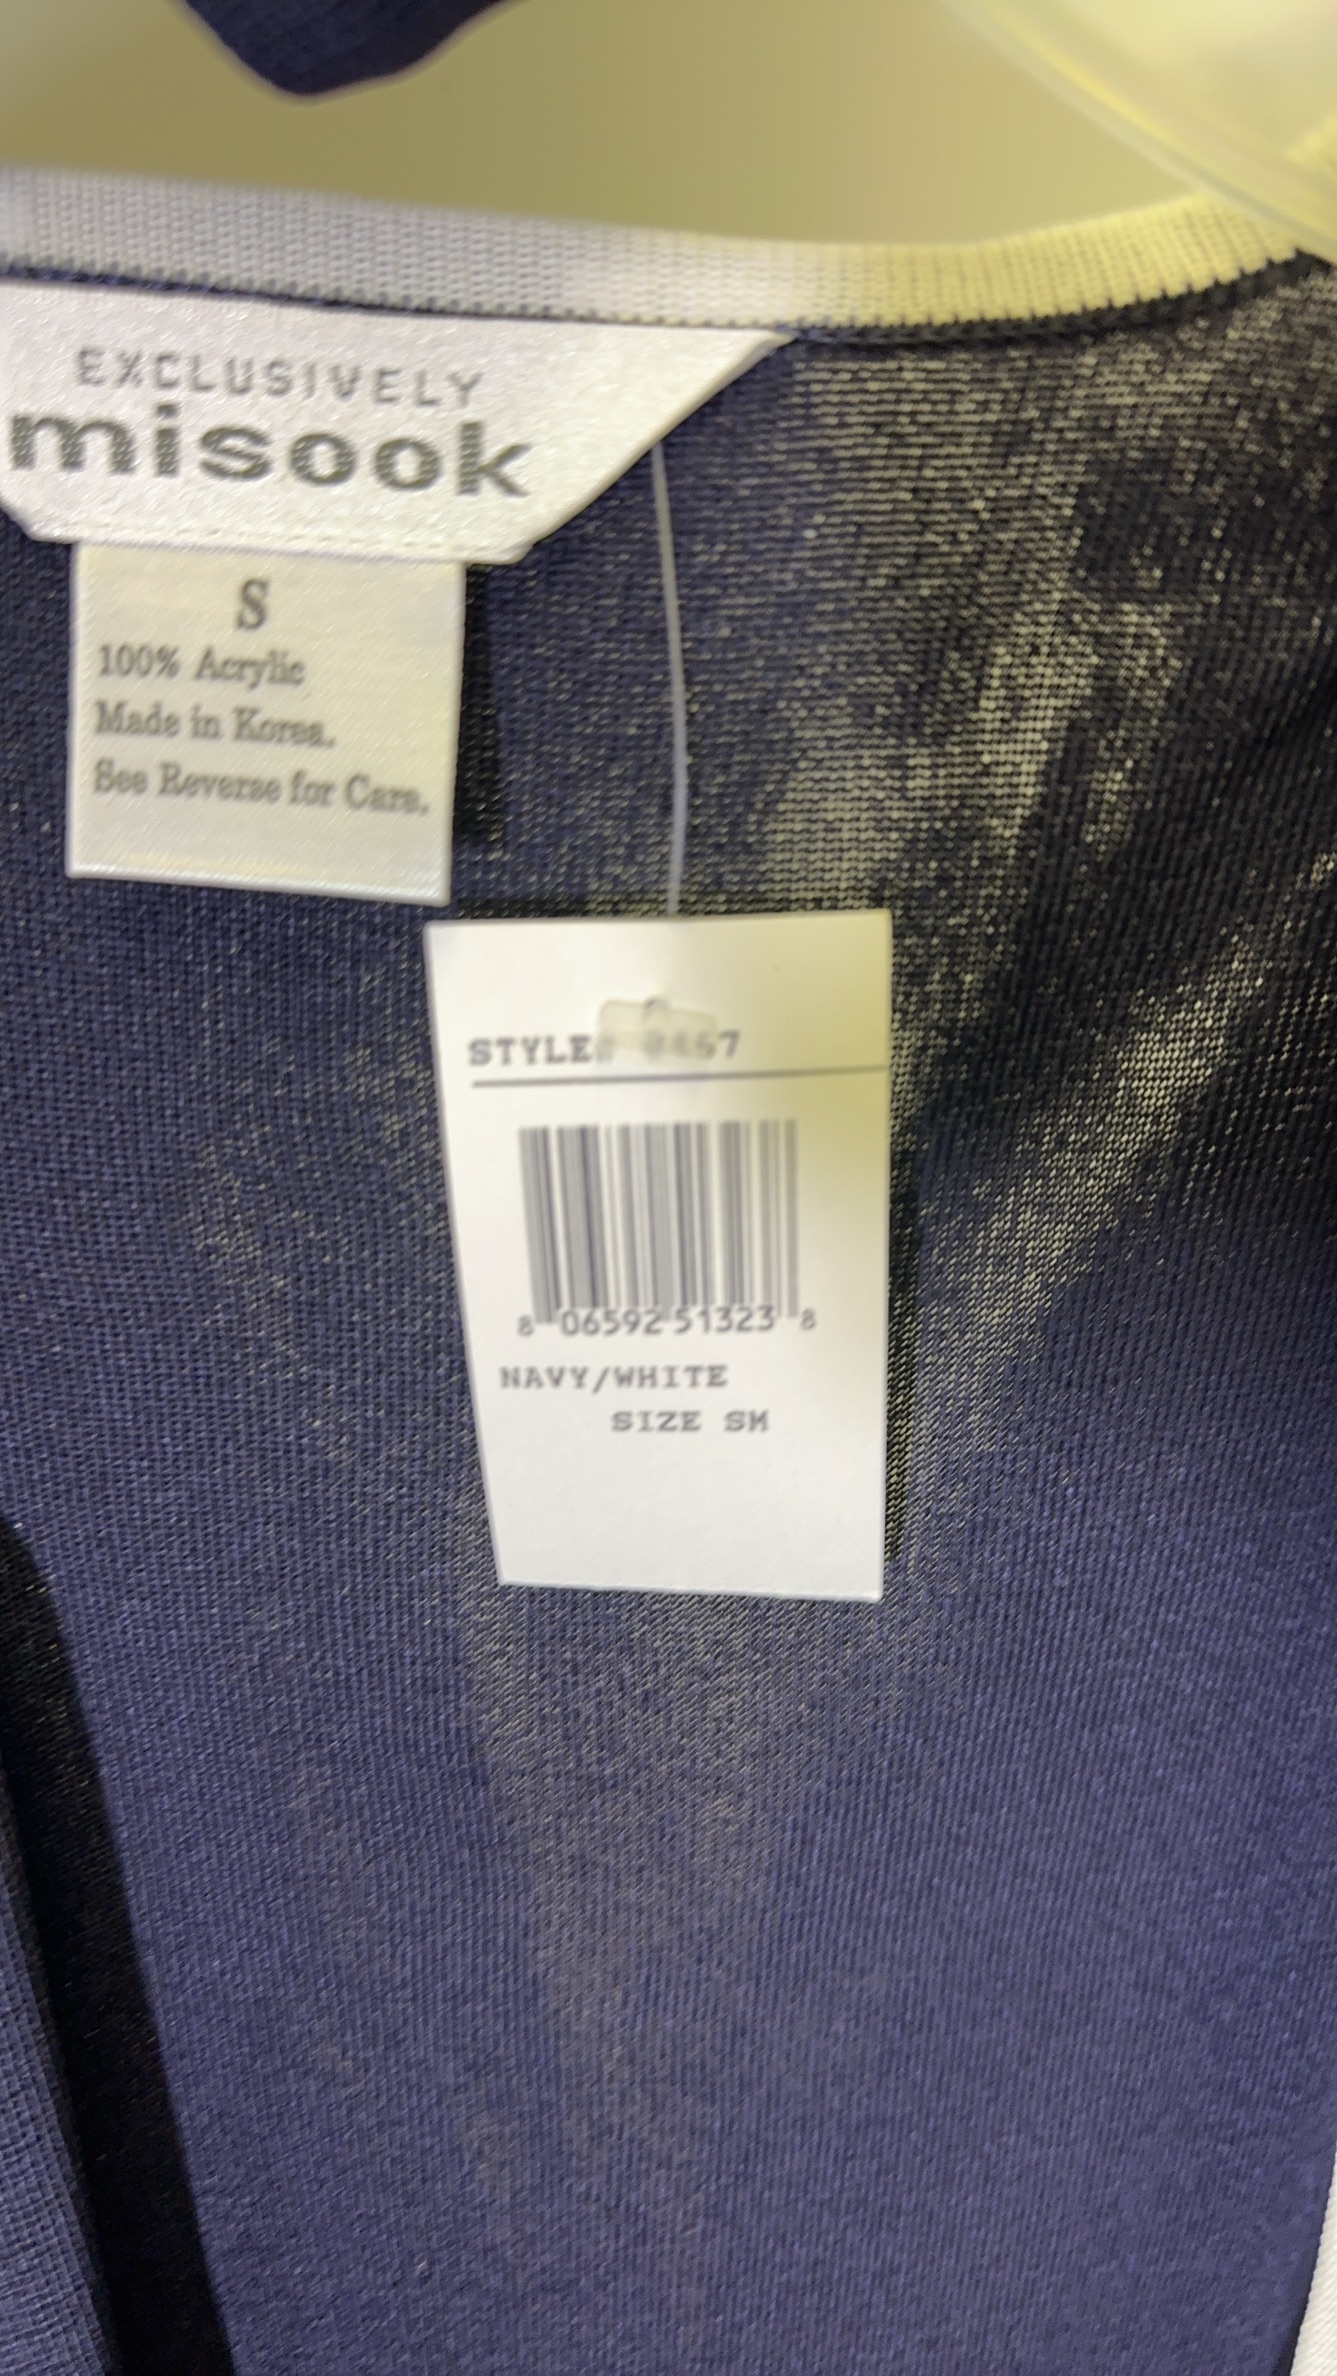 EXCLUSIVELY
misook
S
100% Acrylic
Made in Korea.
See Reverse for Care.
STYLE#
8 06592 51323 8
NAVY/WHITE
SIZE SM